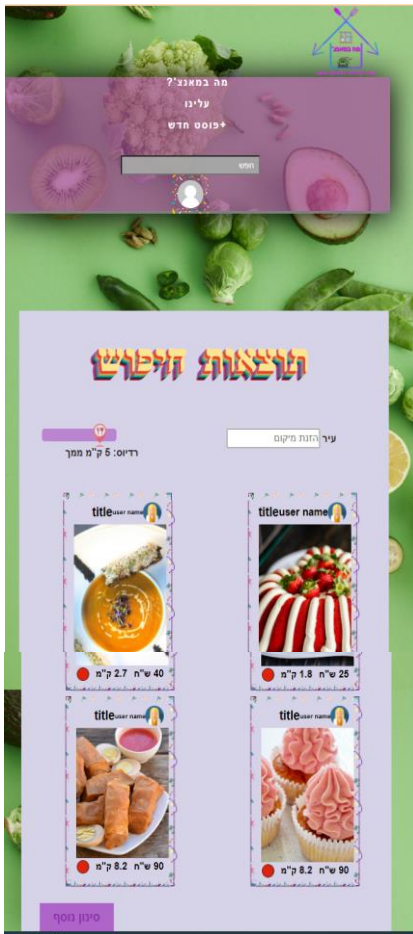 מה במאנצ'
מה במאנצ'?
עלינו
+פוסט חדש
חפש
תוצאות חיפוש
עיר הזנת מיקום
רדיוס: 5 ק"מ ממך
user name title
user name title
25 ש"ח 1.8 ק"מ
40 ש"ח 2.7 ק"מ
user name title
user name title
90 ש"ח 8.2 ק"מ
90 ש"ח 8.2 ק"מ
סינון נוסף